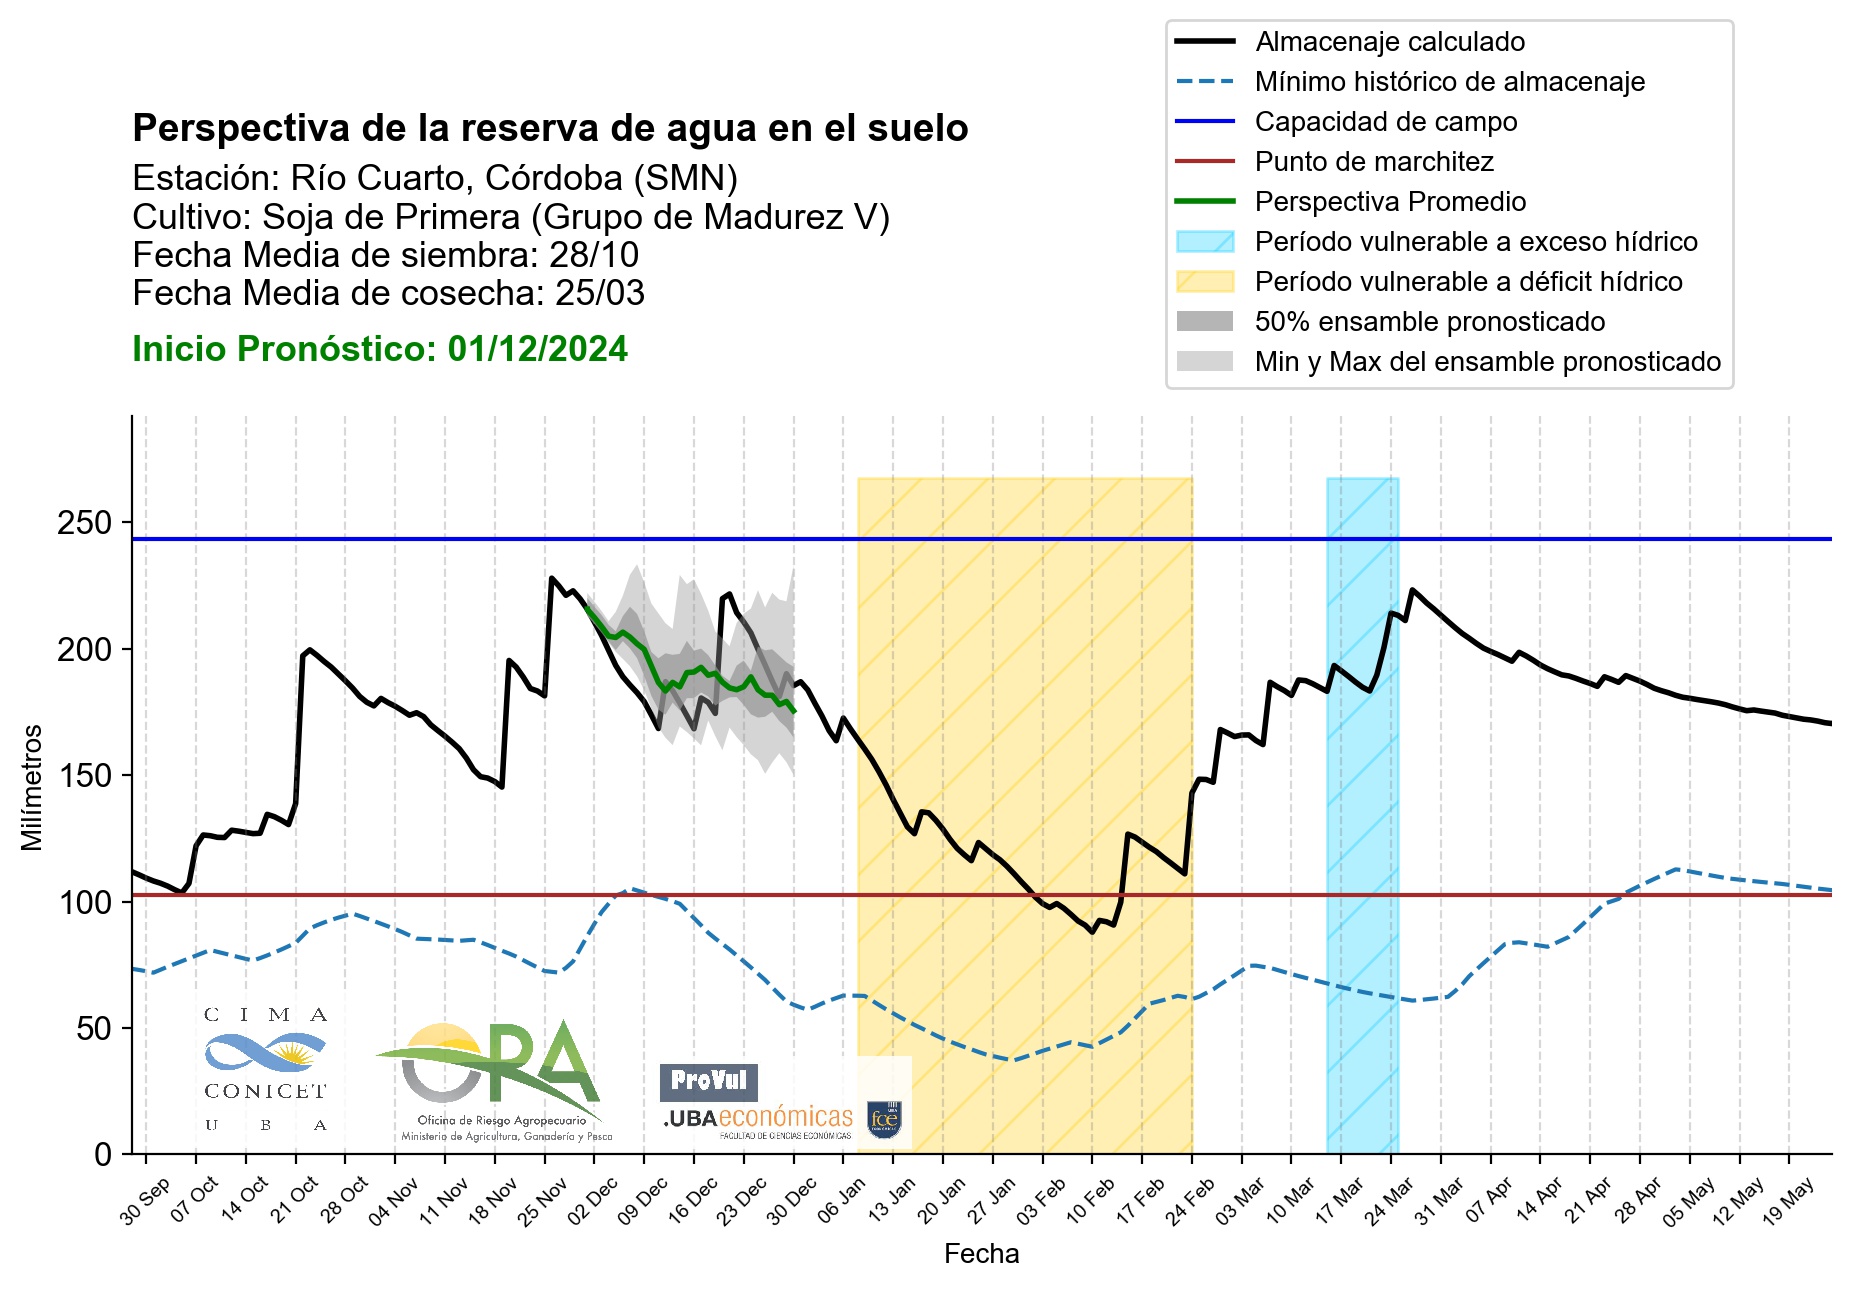 Almacenaje calculado
Mínimo histórico de almacenaje
Capacidad de campo
Punto de marchitez
Perspectiva Promedio
Período vulnerable a exceso hídrico
Período vulnerable a déficit hídrico
50% ensamble pronosticado
Min y Max del ensamble pronosticado
Perspectiva de la reserva de agua en el suelo
Estación: Río Cuarto, Córdoba (SMN)
Cultivo: Soja de Primera (Grupo de Madurez V)
Fecha Media de siembra: 28/10
Fecha Media de cosecha: 25/03
Inicio Pronóstico: 01/12/2024
250
200
150
100
50
0
Milímetros
CIMA
CONICET
UBA
ORA
Oficina de Riesgo Agropecuario
Ministerio de Agricultura, Ganadería y Pesca
ProVul
.UBAeconómicas
FACULTAD DE CIENCIAS ECONÓMICAS
UBA
fce
ECONÓMICAS
30 Sep
07 Oct
14 Oct
21 Oct
28 Oct
04 Nov
11 Nov
18 Nov
25 Nov
02 Dec
09 Dec
16 Dec
23 Dec
30 Dec
06 Jan
13 Jan
20 Jan
27 Jan
03 Feb
10 Feb
17 Feb
24 Feb
03 Mar
10 Mar
17 Mar
24 Mar
31 Mar
07 Apr
14 Apr
21 Apr
28 Apr
05 May
12 May
19 May
Fecha